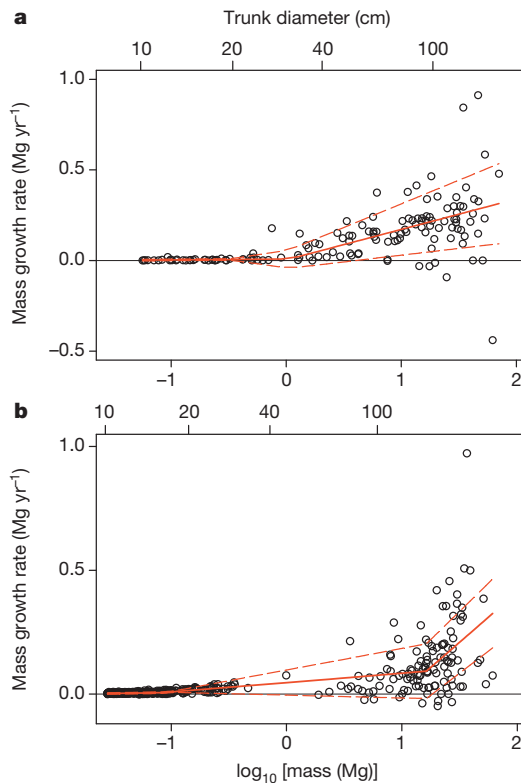 Trunk diameter (cm)
a
10 20 40 100
1.0
0.5
0.0
−0.5
Mass growth rate (Mg yr⁻¹)
−1 0 1 2
b
10 20 40 100
1.0
0.5
0.0
Mass growth rate (Mg yr⁻¹)
−1 0 1 2
log₁₀ [mass (Mg)]